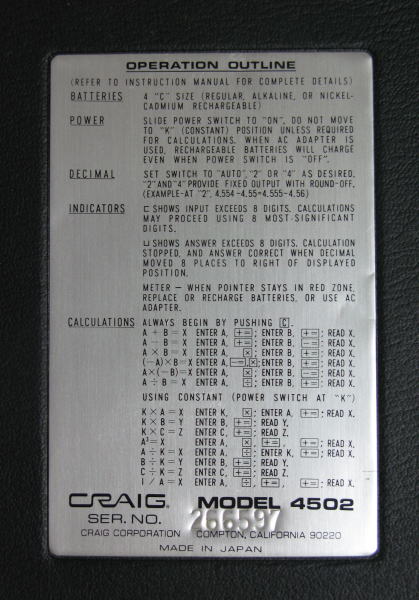 OPERATION OUTLINE
(REFER TO INSTRUCTION MANUAL FOR COMPLETE DETAILS)
BATTERIES 4 "C" SIZE (REGULAR, ALKALINE, OR NICKEL-
CADMIUM RECHARGEABLE)
POWER SLIDE POWER SWITCH TO "ON", DO NOT MOVE
TO "K" (CONSTANT) POSITION UNLESS REQUIRED
FOR CALCULATIONS. WHEN AC ADAPTER IS
USED, RECHARGEABLE BATTERIES WILL CHARGE
EVEN WHEN POWER SWITCH IS "OFF".
DECIMAL SET SWITCH TO "AUTO", "2" OR "4" AS DESIRED.
"2" AND "4" PROVIDE FIXED OUTPUT WITH ROUND-OFF,
(EXAMPLE-AT "2", 4.554=4.55=4.555=4.56)
INDICATORS ⊏ SHOWS INPUT EXCEEDS 8 DIGITS. CALCULATIONS
MAY PROCEED USING 8 MOST SIGNIFICANT
DIGITS.
⊔ SHOWS ANSWER EXCEEDS 8 DIGITS, CALCULATION
STOPPED, AND ANSWER CORRECT WHEN DECIMAL
MOVED 8 PLACES TO RIGHT OF DISPLAYED
POSITION.
METER — WHEN POINTER STAYS IN RED ZONE,
REPLACE OR RECHARGE BATTERIES, OR USE AC
ADAPTER.
CALCULATIONS ALWAYS BEGIN BY PUSHING C.
A + B = X ENTER A, +=; ENTER B, +=; READ X.
A − B = X ENTER A, +=; ENTER B, −=; READ X.
A × B = X ENTER A, ×; ENTER B, +=; READ X.
(−A)×B=X ENTER A, −=, ×; ENTER B, +=; READ X.
A×(−B)=X ENTER A, ×; ENTER B, −=; READ X.
A ÷ B = X ENTER A, ÷; ENTER B, +=; READ X.
USING CONSTANT (POWER SWITCH AT "K")
K × A = X ENTER K, ×; ENTER A, +=; READ X.
K × B = Y ENTER B, +=; READ Y.
K × C = Z ENTER C, +=; READ Z.
A²= X ENTER A, ×, +=, +=; READ X.
A ÷ K = X ENTER A, ÷; ENTER K, +=; READ X.
B ÷ K = Y ENTER B, +=; READ Y.
C ÷ K = Z ENTER C, +=; READ Z.
1 / A = X ENTER A, ÷, +=, +=; READ X.
CRAIG. MODEL 4502
SER. NO. 266597
CRAIG CORPORATION COMPTON, CALIFORNIA 90220
MADE IN JAPAN